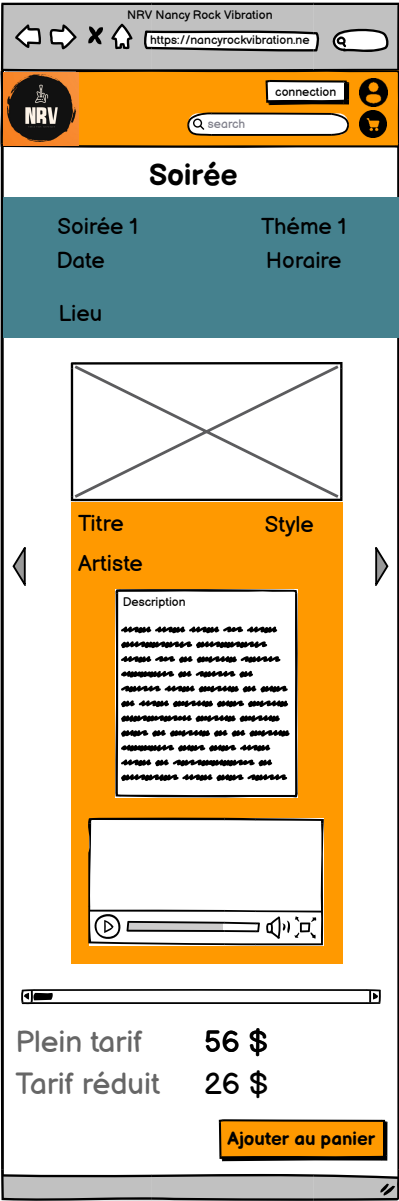 NRV Nancy Rock Vibration
https://nancyrockvibration.ne
connection
NRV
search
Soirée
Soirée 1
Théme 1
Date
Horaire
Lieu
Titre
Style
Artiste
Description
Plein tarif 56 $
Tarif réduit 26 $
Ajouter au panier